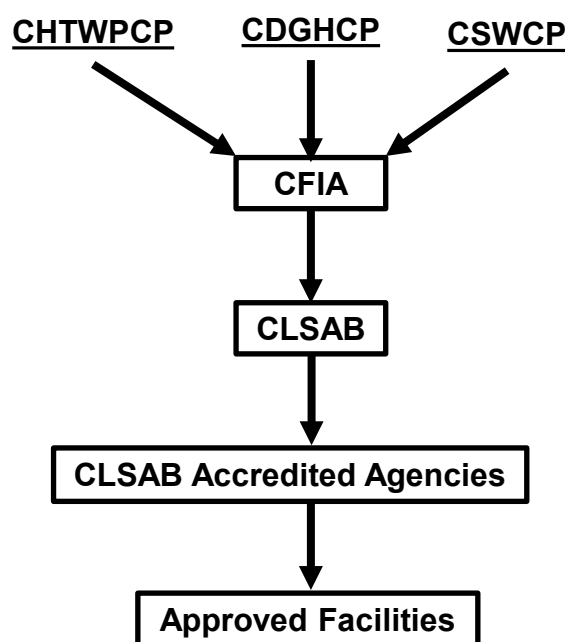 CHTWPCP
CDGHCP
CSWCP
CFIA
CLSAB
CLSAB Accredited Agencies
Approved Facilities